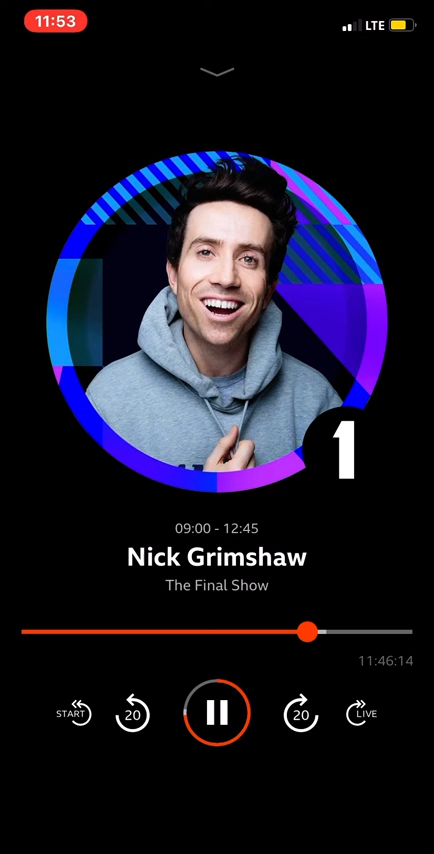 11:53
LTE
1
09:00 - 12:45
Nick Grimshaw
The Final Show
11:46:14
START
20
20
LIVE